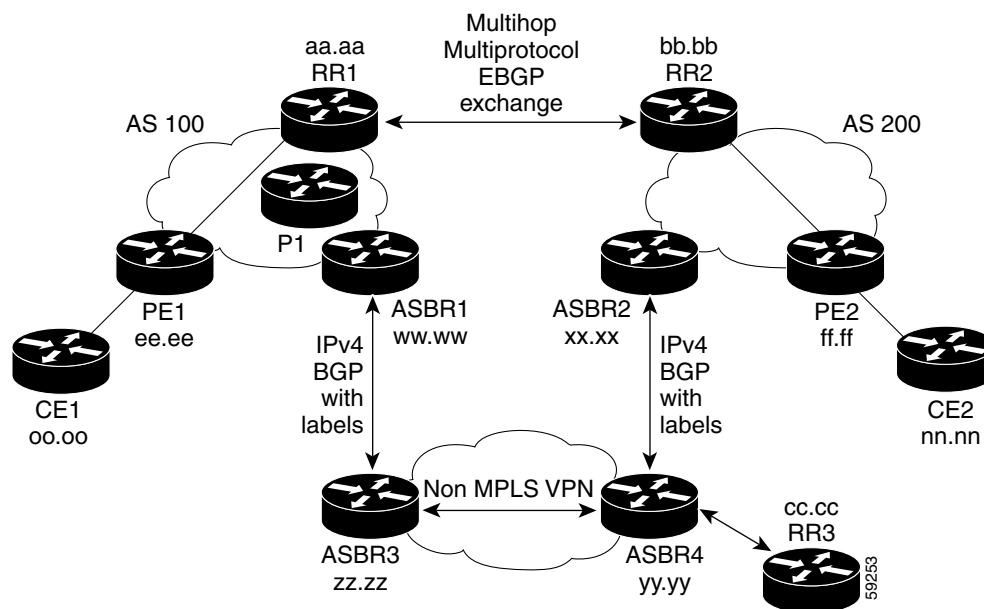 Multihop
Multiprotocol
EBGP
exchange
aa.aa
RR1
bb.bb
RR2
AS 100
AS 200
P1
PE1
ee.ee
ASBR1
ww.ww
ASBR2
xx.xx
PE2
ff.ff
CE1
oo.oo
IPv4
BGP
with
labels
IPv4
BGP
with
labels
CE2
nn.nn
Non MPLS VPN
ASBR3
zz.zz
ASBR4
yy.yy
cc.cc
RR3
59253